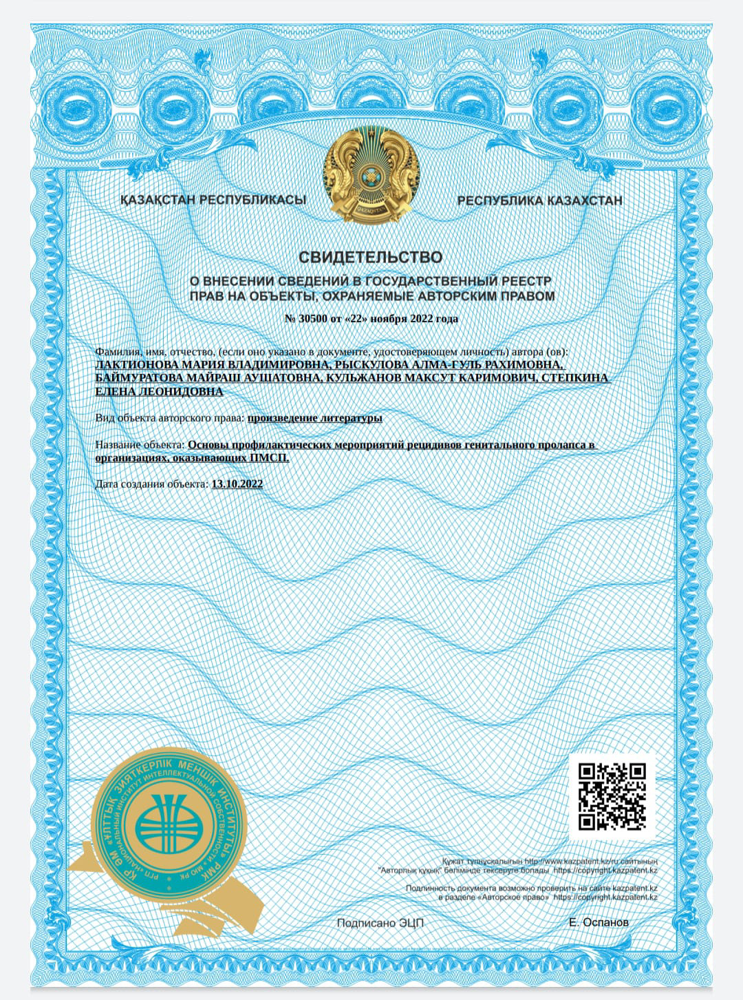 ҚАЗАҚСТАН РЕСПУБЛИКАСЫ
РЕСПУБЛИКА КАЗАХСТАН
QAZAQSTAN
СВИДЕТЕЛЬСТВО
О ВНЕСЕНИИ СВЕДЕНИЙ В ГОСУДАРСТВЕННЫЙ РЕЕСТР
ПРАВ НА ОБЪЕКТЫ, ОХРАНЯЕМЫЕ АВТОРСКИМ ПРАВОМ
№ 30500 от «22» ноября 2022 года
Фамилия, имя, отчество, (если оно указано в документе, удостоверяющем личность) автора (ов):
ЛАКТИОНОВА МАРИЯ ВЛАДИМИРОВНА, РЫСКУЛОВА АЛМА-ГУЛЬ РАХИМОВНА,
БАЙМУРАТОВА МАЙРАШ АУШАТОВНА, КУЛЬЖАНОВ МАКСУТ КАРИМОВИЧ, СТЕПКИНА
ЕЛЕНА ЛЕОНИДОВНА
Вид объекта авторского права: произведение литературы
Название объекта: Основы профилактических мероприятий рецидивов генитального пролапса в
организациях, оказывающих ПМСП.
Дата создания объекта: 13.10.2022
ҚР ӘМ «ҰЛТТЫҚ ЗИЯТКЕРЛІК МЕНШІК ИНСТИТУТЫ» РМК
РГП «НАЦИОНАЛЬНЫЙ ИНСТИТУТ ИНТЕЛЛЕКТУАЛЬНОЙ СОБСТВЕННОСТИ» МЮ РК
Құжат түпнұсқалығын http://www.kazpatent.kz/ru сайтының
"Авторлық құқық" бөлімінде тексеруге болады https://copyright.kazpatent.kz
Подлинность документа возможно проверить на сайте kazpatent.kz
в разделе «Авторское право» https://copyright.kazpatent.kz
Подписано ЭЦП
Е. Оспанов